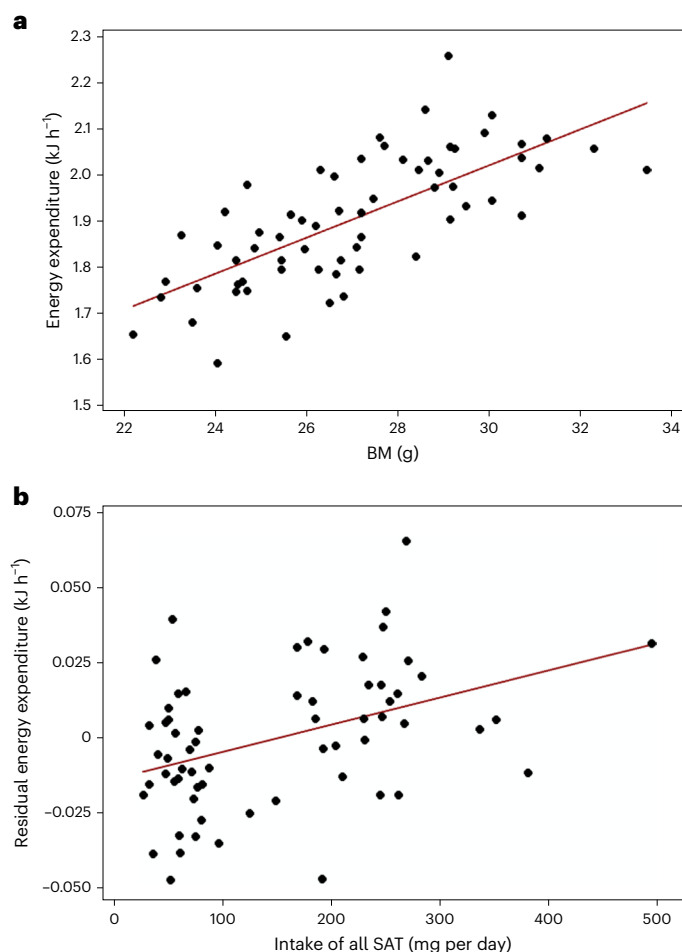 a
2.3
2.2
2.1
2.0
1.9
1.8
1.7
1.6
1.5
Energy expenditure (kJ h⁻¹)
22 24 26 28 30 32 34
BM (g)
b
0.075
0.050
0.025
0
−0.025
−0.050
Residual energy expenditure (kJ h⁻¹)
0 100 200 300 400 500
Intake of all SAT (mg per day)